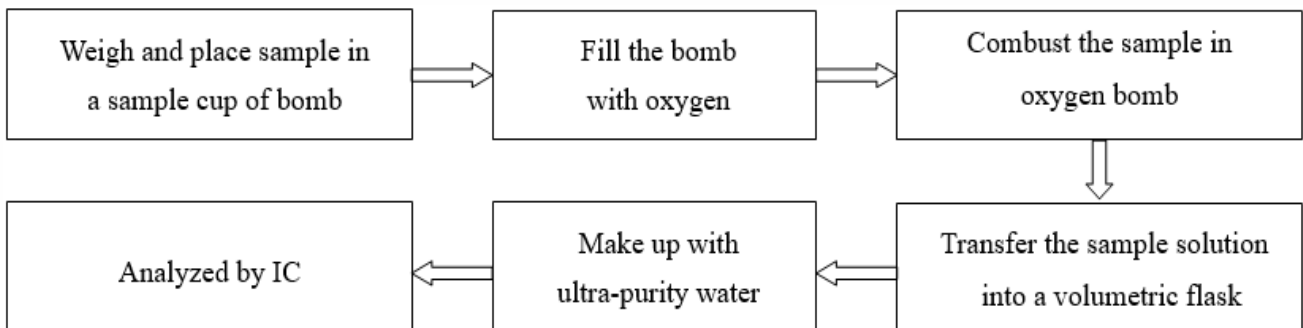 Weigh and place sample in
a sample cup of bomb
Fill the bomb
with oxygen
Combust the sample in
oxygen bomb
Transfer the sample solution
into a volumetric flask
Make up with
ultra-purity water
Analyzed by IC